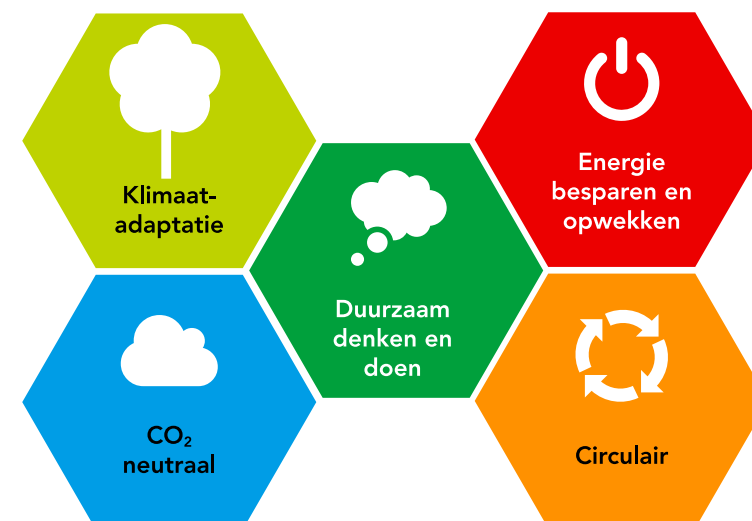 Klimaat-
adaptatie
Energie
besparen en
opwekken
Duurzaam
denken en
doen
CO₂
neutraal
Circulair